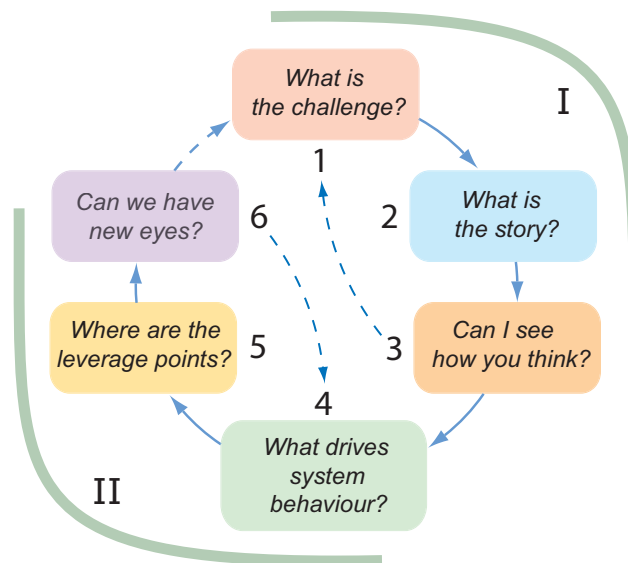 What is
the challenge?
I
1
What is
the story?
2
Can I see
how you think?
3
4
What drives
system
behaviour?
II
Where are the
leverage points?
5
Can we have
new eyes?
6